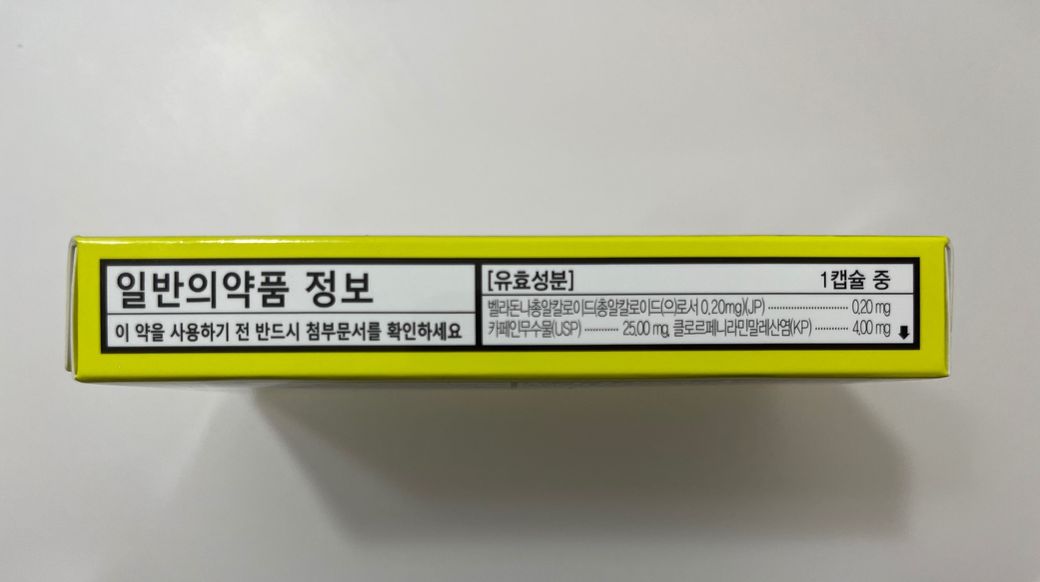 일반의약품 정보
이 약을 사용하기 전 반드시 첨부문서를 확인하세요
[유효성분] 1캡슐 중
벨라돈나총알칼로이드(총알칼로이드(으)로서 0.20mg)(JP) ------------------ 0.20 mg
카페인무수물(USP) ----------- 25.00 mg, 클로르페니라민말레산염(KP) ----------- 4.00 mg